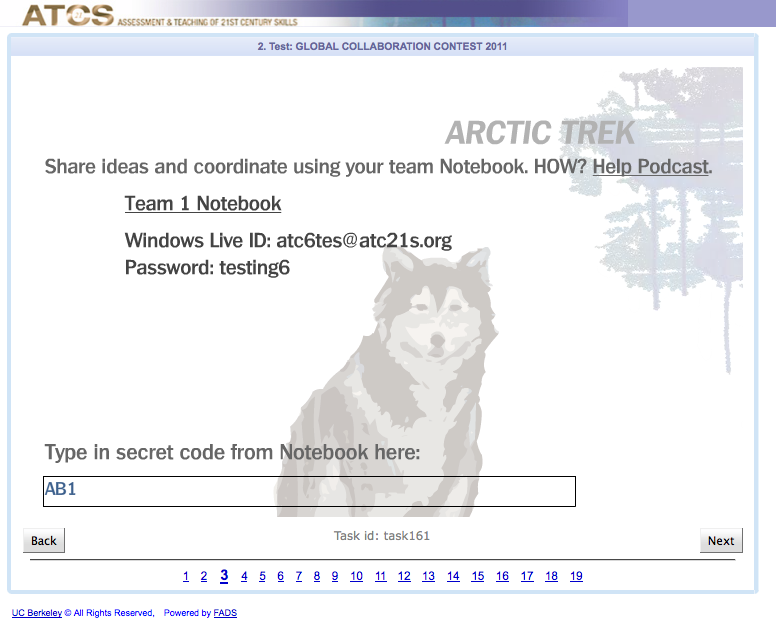 ATCS ASSESSMENT & TEACHING OF 21ST CENTURY SKILLS
2. Test: GLOBAL COLLABORATION CONTEST 2011
ARCTIC TREK
Share ideas and coordinate using your team Notebook. HOW? Help Podcast.
Team 1 Notebook
Windows Live ID: atc6tes@atc21s.org
Password: testing6
Type in secret code from Notebook here:
AB1
Back
Task id: task161
Next
1 2 3 4 5 6 7 8 9 10 11 12 13 14 15 16 17 18 19
UC Berkeley © All Rights Reserved, Powered by FADS